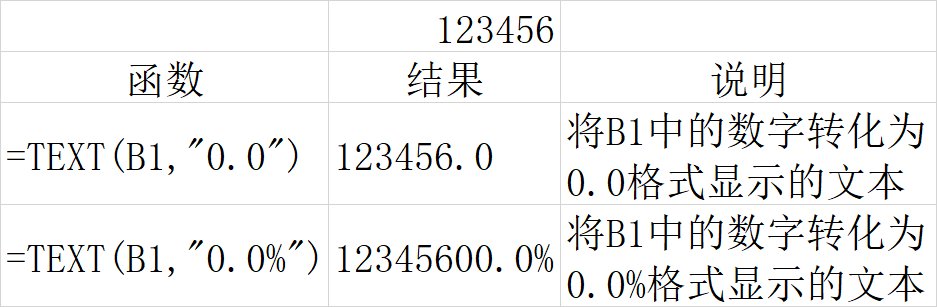 123456
函数 结果 说明
=TEXT(B1,"0.0") 123456.0 将B1中的数字转化为
0.0格式显示的文本
=TEXT(B1,"0.0%") 12345600.0% 将B1中的数字转化为
0.0%格式显示的文本